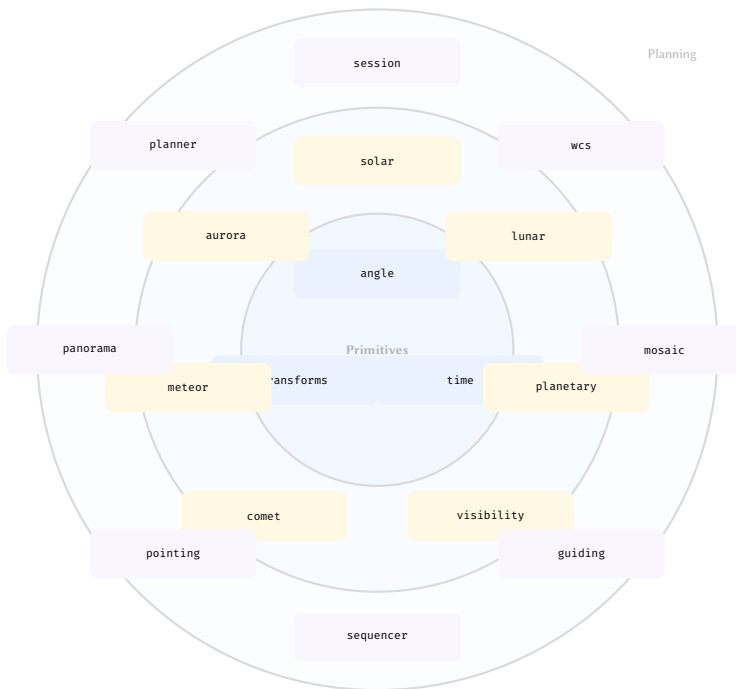 session
Planning
planner
wcs
solar
aurora
lunar
angle
panorama
Primitives
mosaic
ransforms
time
meteor
planetary
comet
visibility
pointing
guiding
sequencer